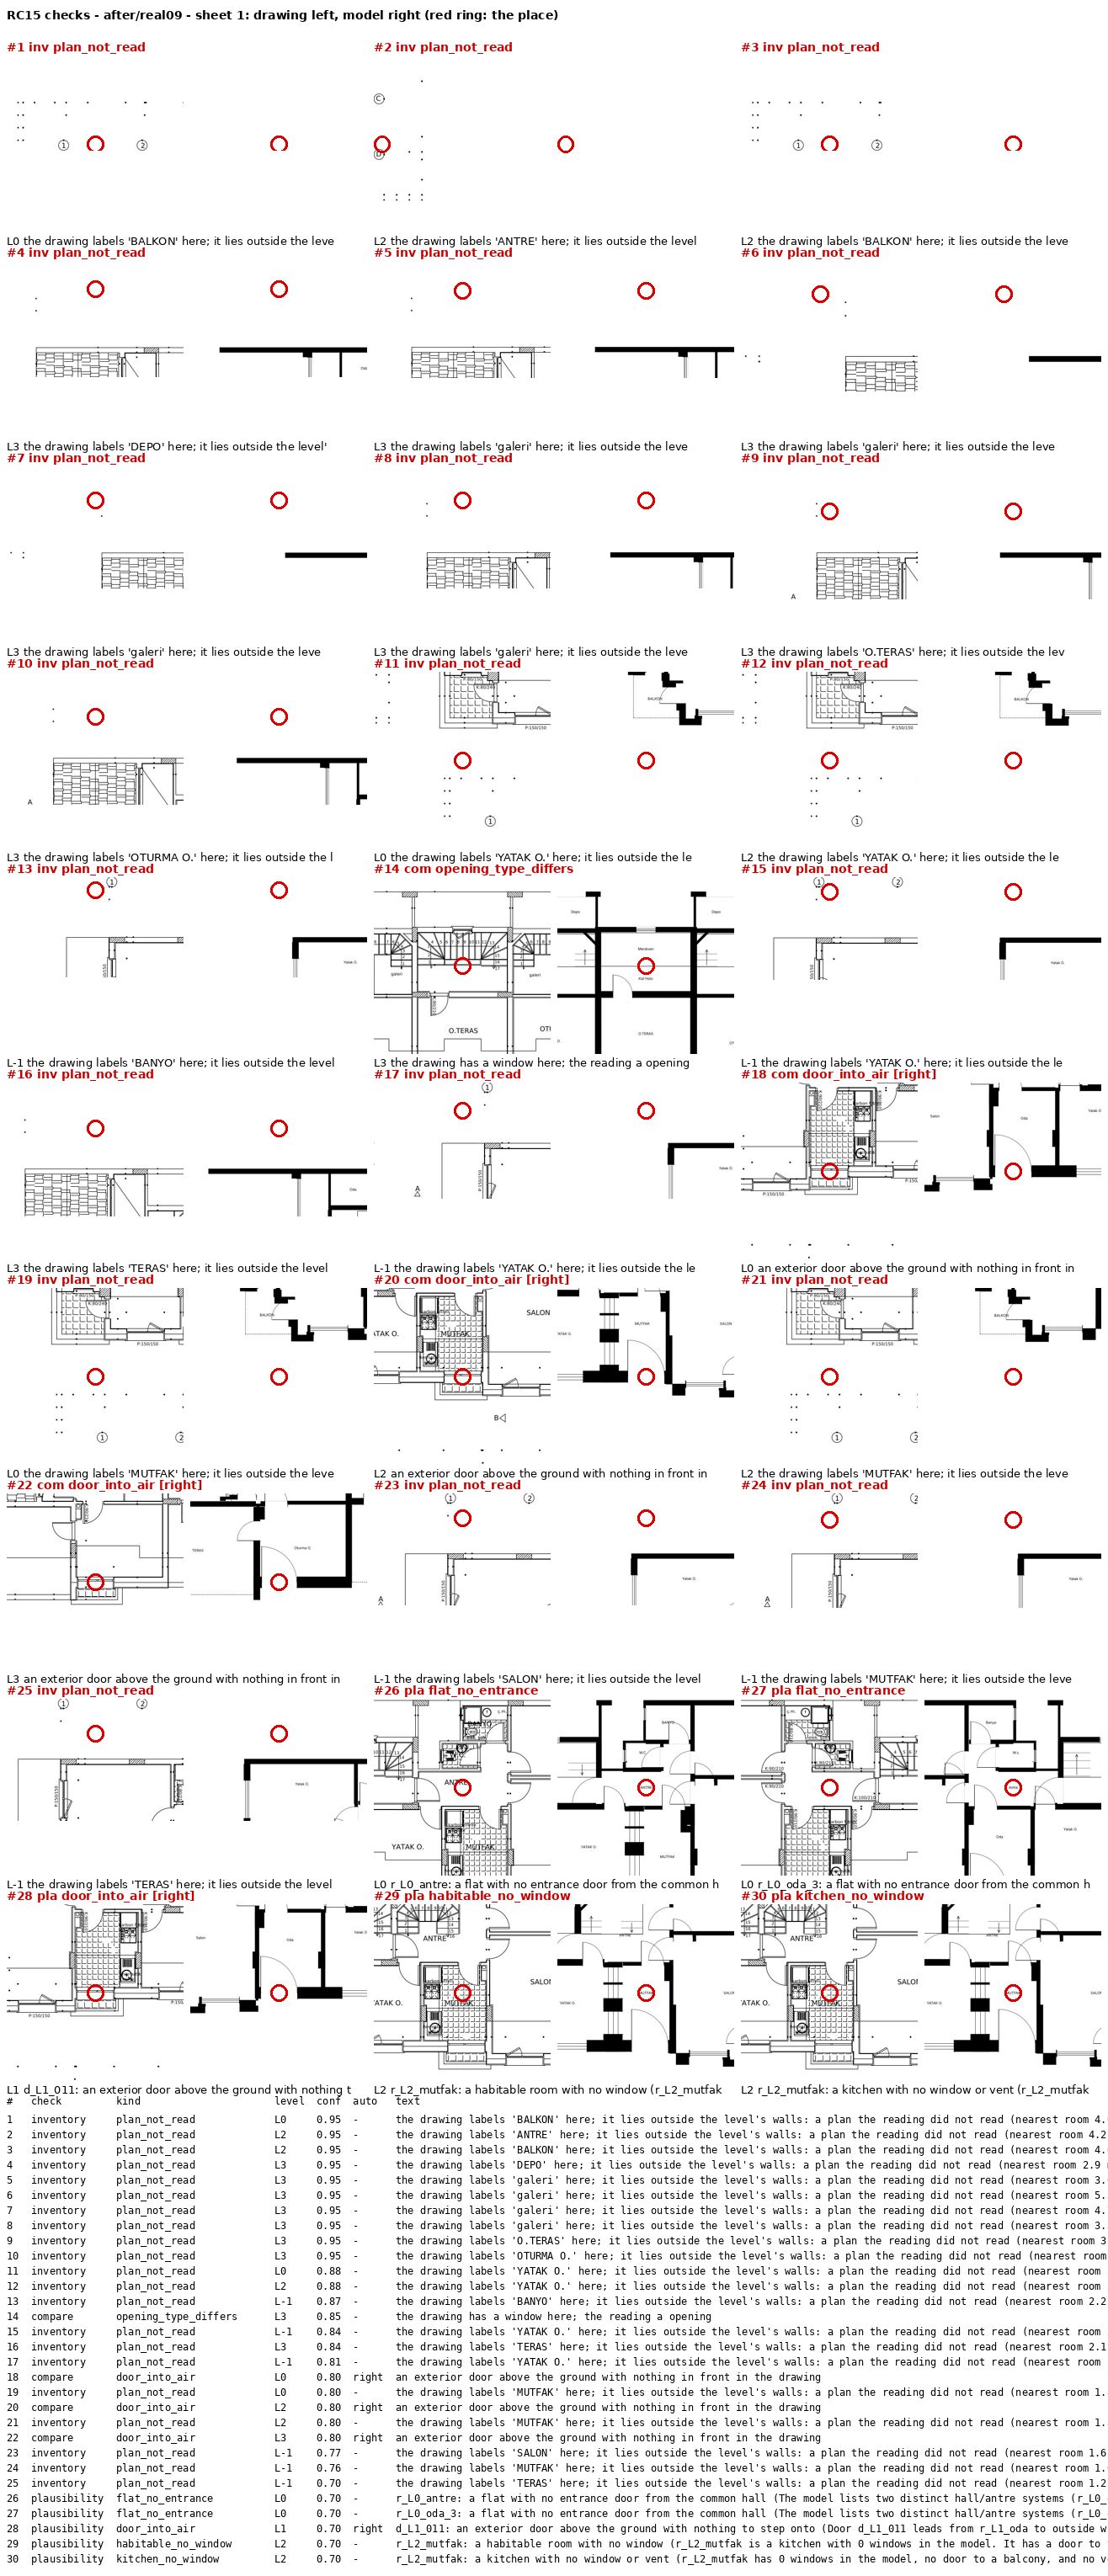 RC15 checks - after/real09 - sheet 1: drawing left, model right (red ring: the place)
#1 inv plan_not_read
#2 inv plan_not_read
#3 inv plan_not_read
L0 the drawing labels 'BALKON' here; it lies outside the leve
L2 the drawing labels 'ANTRE' here; it lies outside the level
L2 the drawing labels 'BALKON' here; it lies outside the leve
#4 inv plan_not_read
#5 inv plan_not_read
#6 inv plan_not_read
L3 the drawing labels 'DEPO' here; it lies outside the level'
L3 the drawing labels 'galeri' here; it lies outside the leve
L3 the drawing labels 'galeri' here; it lies outside the leve
#7 inv plan_not_read
#8 inv plan_not_read
#9 inv plan_not_read
L3 the drawing labels 'galeri' here; it lies outside the leve
L3 the drawing labels 'galeri' here; it lies outside the leve
L3 the drawing labels 'O.TERAS' here; it lies outside the lev
#10 inv plan_not_read
#11 inv plan_not_read
#12 inv plan_not_read
L3 the drawing labels 'OTURMA O.' here; it lies outside the l
L0 the drawing labels 'YATAK O.' here; it lies outside the le
L2 the drawing labels 'YATAK O.' here; it lies outside the le
#13 inv plan_not_read
#14 com opening_type_differs
#15 inv plan_not_read
L-1 the drawing labels 'BANYO' here; it lies outside the level
L3 the drawing has a window here; the reading a opening
L-1 the drawing labels 'YATAK O.' here; it lies outside the le
#16 inv plan_not_read
#17 inv plan_not_read
#18 com door_into_air [right]
L3 the drawing labels 'TERAS' here; it lies outside the level
L-1 the drawing labels 'YATAK O.' here; it lies outside the le
L0 an exterior door above the ground with nothing in front in
#19 inv plan_not_read
#20 com door_into_air [right]
#21 inv plan_not_read
L0 the drawing labels 'MUTFAK' here; it lies outside the leve
L2 an exterior door above the ground with nothing in front in
L2 the drawing labels 'MUTFAK' here; it lies outside the leve
#22 com door_into_air [right]
#23 inv plan_not_read
#24 inv plan_not_read
L3 an exterior door above the ground with nothing in front in
L-1 the drawing labels 'SALON' here; it lies outside the level
L-1 the drawing labels 'MUTFAK' here; it lies outside the leve
#25 inv plan_not_read
#26 pla flat_no_entrance
#27 pla flat_no_entrance
L-1 the drawing labels 'TERAS' here; it lies outside the level
L0 r_L0_antre: a flat with no entrance door from the common h
L0 r_L0_oda_3: a flat with no entrance door from the common h
#28 pla door_into_air [right]
#29 pla habitable_no_window
#30 pla kitchen_no_window
L1 d_L1_011: an exterior door above the ground with nothing t
L2 r_L2_mutfak: a habitable room with no window (r_L2_mutfak
L2 r_L2_mutfak: a kitchen with no window or vent (r_L2_mutfak
# check kind level conf auto text
1 inventory plan_not_read L0 0.95 - the drawing labels 'BALKON' here; it lies outside the level's walls: a plan the reading did not read (nearest room 4.
2 inventory plan_not_read L2 0.95 - the drawing labels 'ANTRE' here; it lies outside the level's walls: a plan the reading did not read (nearest room 4.2
3 inventory plan_not_read L2 0.95 - the drawing labels 'BALKON' here; it lies outside the level's walls: a plan the reading did not read (nearest room 4.
4 inventory plan_not_read L3 0.95 - the drawing labels 'DEPO' here; it lies outside the level's walls: a plan the reading did not read (nearest room 2.9
5 inventory plan_not_read L3 0.95 - the drawing labels 'galeri' here; it lies outside the level's walls: a plan the reading did not read (nearest room 3.
6 inventory plan_not_read L3 0.95 - the drawing labels 'galeri' here; it lies outside the level's walls: a plan the reading did not read (nearest room 5.
7 inventory plan_not_read L3 0.95 - the drawing labels 'galeri' here; it lies outside the level's walls: a plan the reading did not read (nearest room 4.
8 inventory plan_not_read L3 0.95 - the drawing labels 'galeri' here; it lies outside the level's walls: a plan the reading did not read (nearest room 3.
9 inventory plan_not_read L3 0.95 - the drawing labels 'O.TERAS' here; it lies outside the level's walls: a plan the reading did not read (nearest room 3
10 inventory plan_not_read L3 0.95 - the drawing labels 'OTURMA O.' here; it lies outside the level's walls: a plan the reading did not read (nearest room
11 inventory plan_not_read L0 0.88 - the drawing labels 'YATAK O.' here; it lies outside the level's walls: a plan the reading did not read (nearest room
12 inventory plan_not_read L2 0.88 - the drawing labels 'YATAK O.' here; it lies outside the level's walls: a plan the reading did not read (nearest room
13 inventory plan_not_read L-1 0.87 - the drawing labels 'BANYO' here; it lies outside the level's walls: a plan the reading did not read (nearest room 2.2
14 compare opening_type_differs L3 0.85 - the drawing has a window here; the reading a opening
15 inventory plan_not_read L-1 0.84 - the drawing labels 'YATAK O.' here; it lies outside the level's walls: a plan the reading did not read (nearest room
16 inventory plan_not_read L3 0.84 - the drawing labels 'TERAS' here; it lies outside the level's walls: a plan the reading did not read (nearest room 2.1
17 inventory plan_not_read L-1 0.81 - the drawing labels 'YATAK O.' here; it lies outside the level's walls: a plan the reading did not read (nearest room
18 compare door_into_air L0 0.80 right an exterior door above the ground with nothing in front in the drawing
19 inventory plan_not_read L0 0.80 - the drawing labels 'MUTFAK' here; it lies outside the level's walls: a plan the reading did not read (nearest room 1.
20 compare door_into_air L2 0.80 right an exterior door above the ground with nothing in front in the drawing
21 inventory plan_not_read L2 0.80 - the drawing labels 'MUTFAK' here; it lies outside the level's walls: a plan the reading did not read (nearest room 1.
22 compare door_into_air L3 0.80 right an exterior door above the ground with nothing in front in the drawing
23 inventory plan_not_read L-1 0.77 - the drawing labels 'SALON' here; it lies outside the level's walls: a plan the reading did not read (nearest room 1.6
24 inventory plan_not_read L-1 0.76 - the drawing labels 'MUTFAK' here; it lies outside the level's walls: a plan the reading did not read (nearest room 1.
25 inventory plan_not_read L-1 0.70 - the drawing labels 'TERAS' here; it lies outside the level's walls: a plan the reading did not read (nearest room 1.2
26 plausibility flat_no_entrance L0 0.70 - r_L0_antre: a flat with no entrance door from the common hall (The model lists two distinct hall/antre systems (r_L0_
27 plausibility flat_no_entrance L0 0.70 - r_L0_oda_3: a flat with no entrance door from the common hall (The model lists two distinct hall/antre systems (r_L0_
28 plausibility door_into_air L1 0.70 right d_L1_011: an exterior door above the ground with nothing to step onto (Door d_L1_011 leads from r_L1_oda to outside w
29 plausibility habitable_no_window L2 0.70 - r_L2_mutfak: a habitable room with no window (r_L2_mutfak is a kitchen with 0 windows in the model. It has a door to
30 plausibility kitchen_no_window L2 0.70 - r_L2_mutfak: a kitchen with no window or vent (r_L2_mutfak has 0 windows in the model, no door to a balcony, and no v